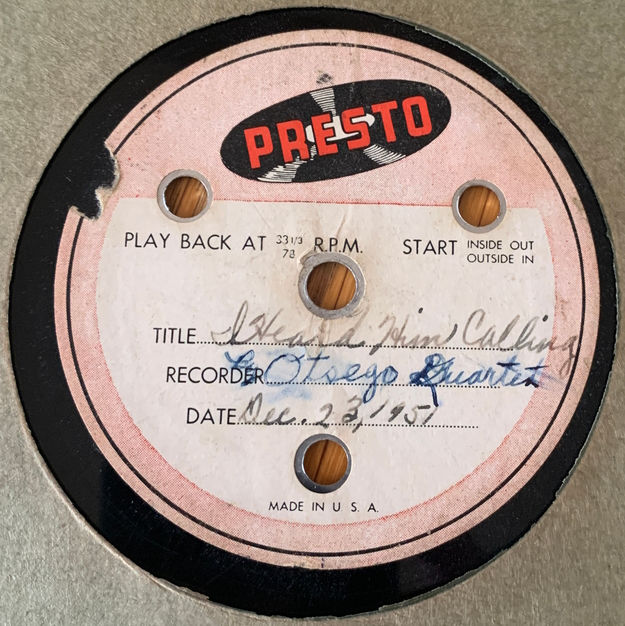 PRESTO
PLAY BACK AT 33 1/3 78 R.P.M. START INSIDE OUT OUTSIDE IN
TITLE I Heard Him Calling
RECORDER Otsego Quartet
DATE Dec. 23, 1951
MADE IN U. S. A.